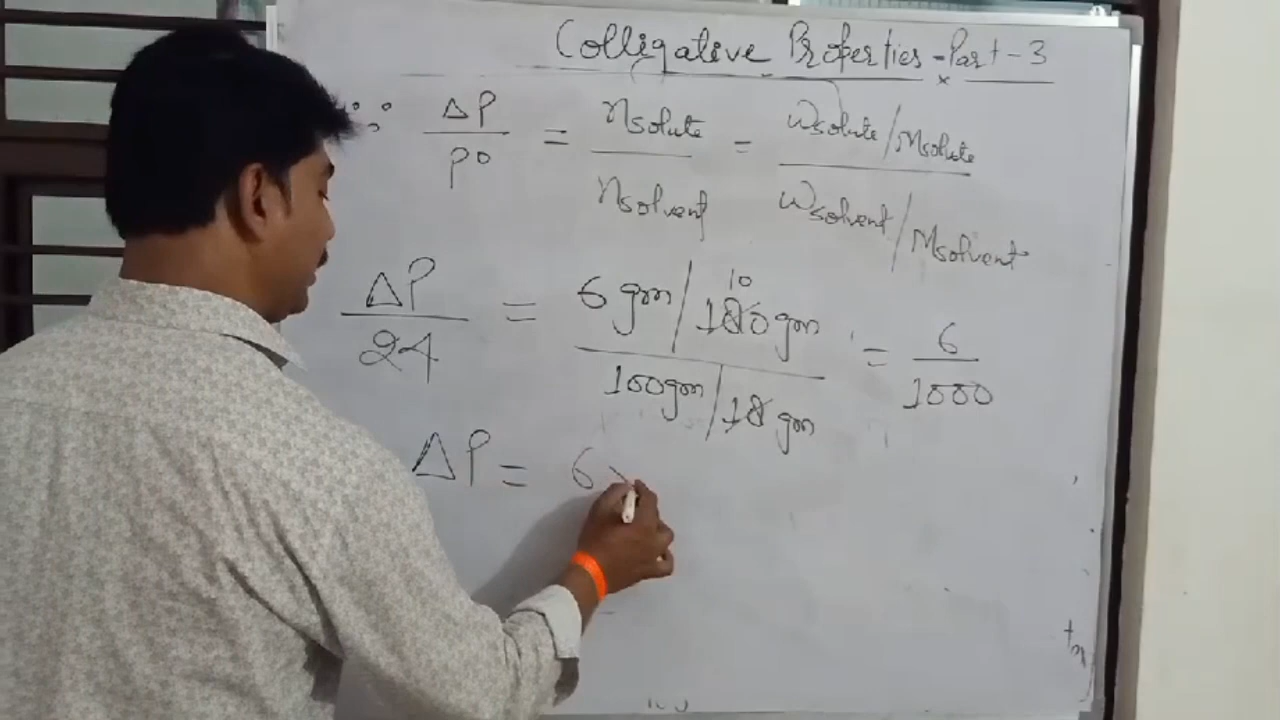 Colligative Properties - Part - 3
∵ ΔP / P° = nsolute / nsolvent = Wsolute/Msolute / Wsolvent/Msolvent
ΔP / 24 = 6 gm/180 gm / 100 gm/18 gm = 6 / 1000
10
ΔP = 6 ×